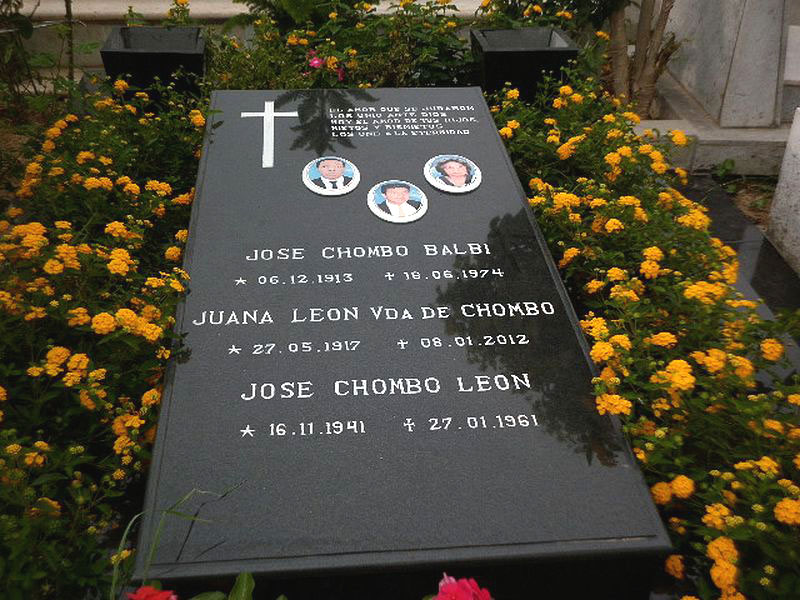 EL AMOR QUE SE JURARON
LOS UNIO ANTE DIOS
HOY EL AMOR DE TUS HIJOS,
NIETOS Y BISNIETOS
LOS UNE A LA ETERNIDAD
JOSE CHOMBO BALBI
★ 06.12.1913 ✝ 18.06.1974
JUANA LEON VDA DE CHOMBO
★ 27.05.1917 ✝ 08.01.2012
JOSE CHOMBO LEON
★ 16.11.1941 ✝ 27.01.1961